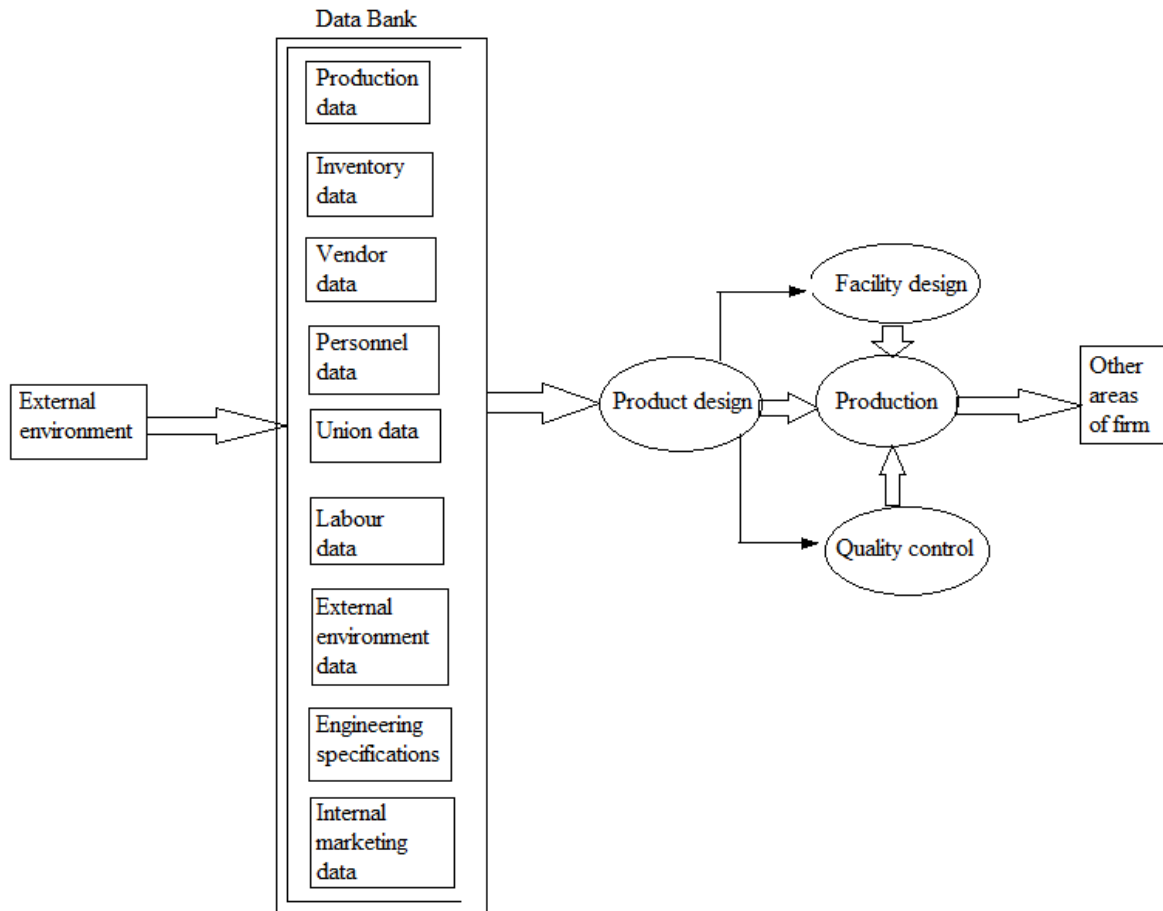 Data Bank
Production
data
Inventory
data
Vendor
data
Personnel
data
Union data
Labour
data
External
environment
data
Engineering
specifications
Internal
marketing
data
External
environment
Product design
Facility design
Production
Quality control
Other
areas
of firm